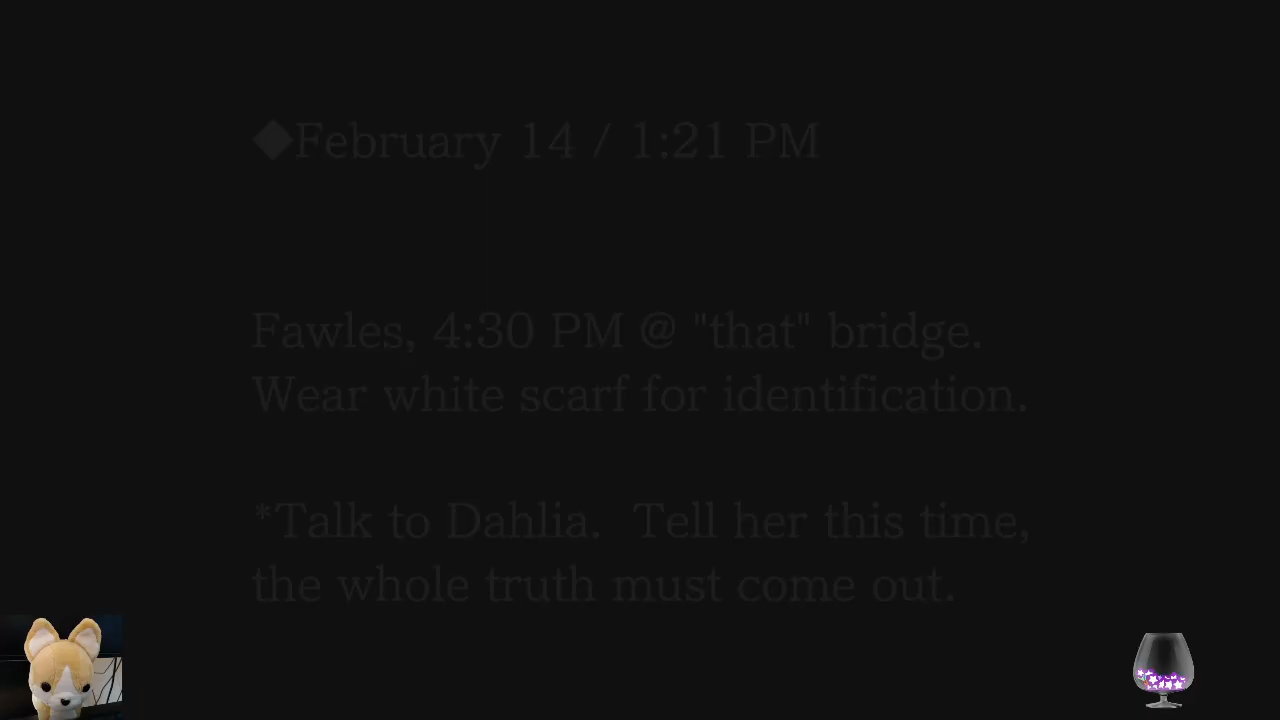 ◆February 14 / 1:21 PM
Fawles, 4:30 PM @ "that" bridge.
Wear white scarf for identification.
*Talk to Dahlia.  Tell her this time,
the whole truth must come out.